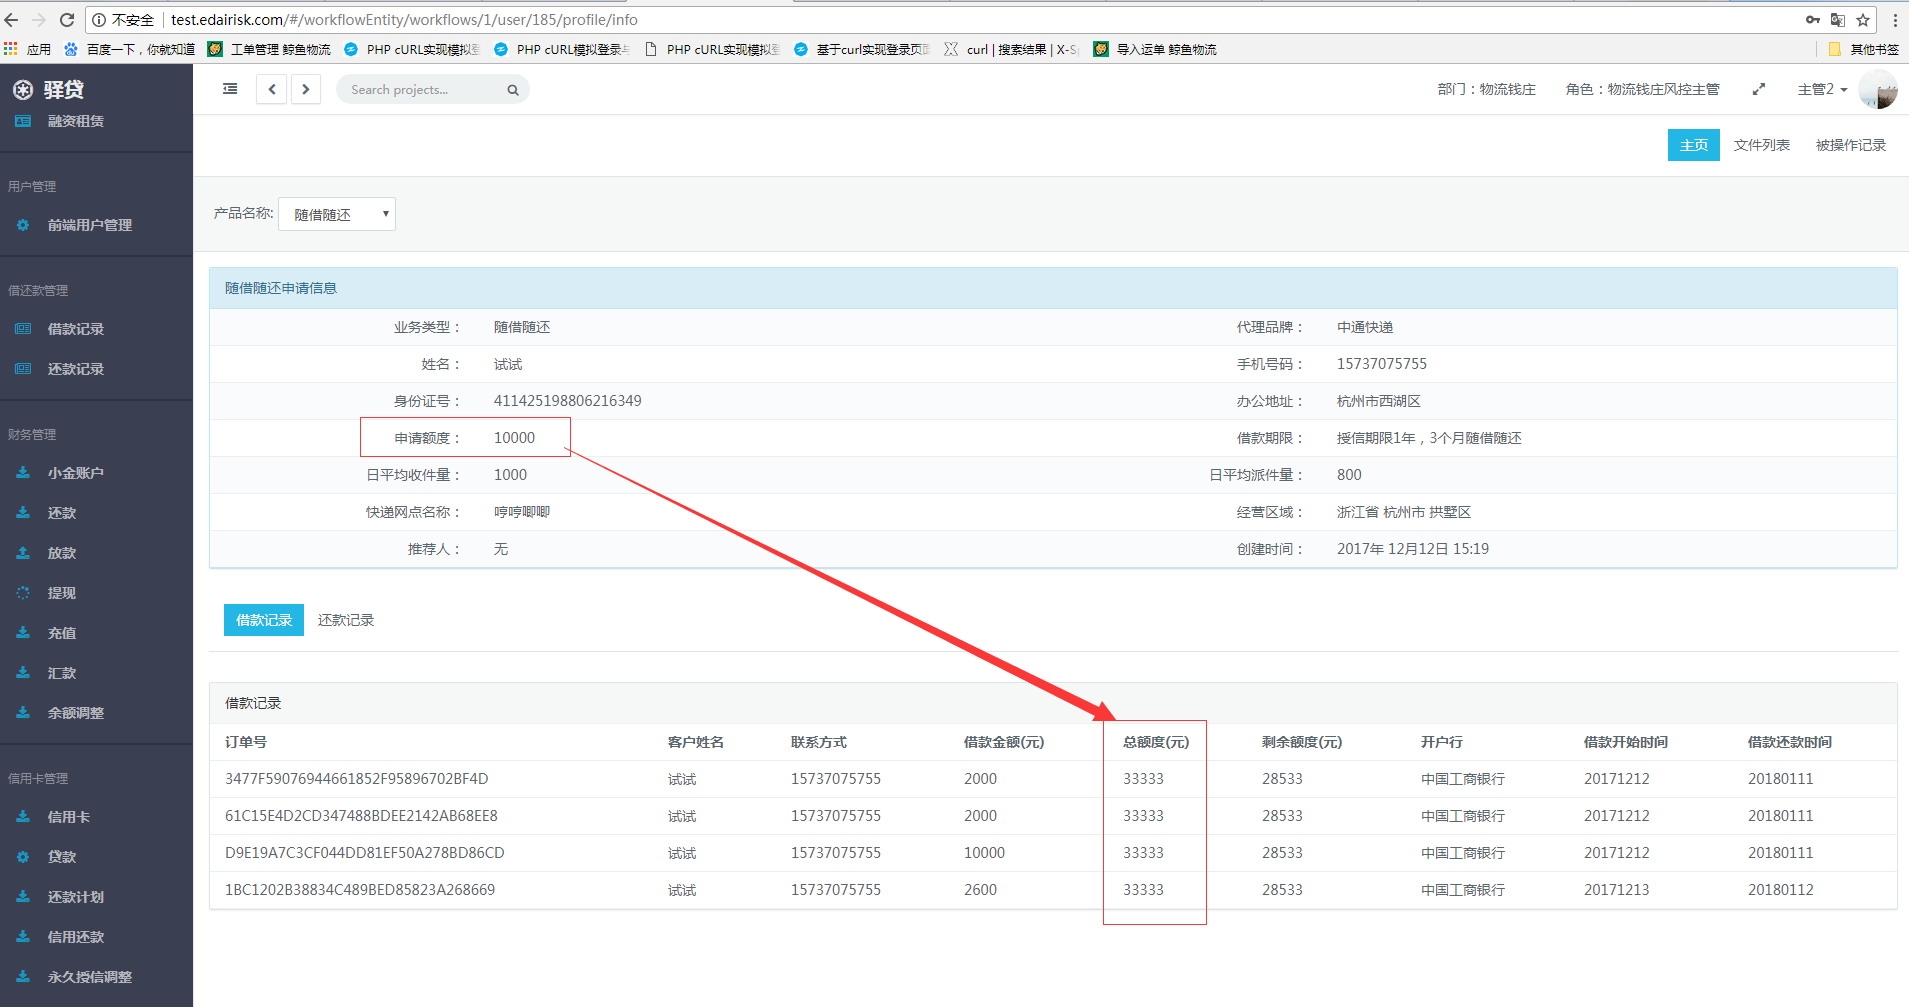 不安全 test.edairisk.com/#/workflowEntity/workflows/1/user/185/profile/info
应用 百度一下，你就知道 工单管理 鲸鱼物流 PHP cURL实现模拟登 PHP cURL模拟登录与 PHP cURL实现模拟登 基于curl实现登录页面 curl | 搜索结果 | X-Sp 导入运单 鲸鱼物流 其他书签
驿贷
Search projects...
部门：物流钱庄 角色：物流钱庄风控主管 主管2
融资租赁
用户管理
前端用户管理
借还款管理
借款记录
还款记录
财务管理
小金账户
还款
放款
提现
充值
汇款
余额调整
信用卡管理
信用卡
贷款
还款计划
信用还款
永久授信调整
主页 文件列表 被操作记录
产品名称: 随借随还
随借随还申请信息
业务类型： 随借随还 代理品牌： 中通快递
姓名： 试试 手机号码： 15737075755
身份证号： 411425198806216349 办公地址： 杭州市西湖区
申请额度： 10000 借款期限： 授信期限1年，3个月随借随还
日平均收件量： 1000 日平均派件量： 800
快递网点名称： 哼哼唧唧 经营区域： 浙江省 杭州市 拱墅区
推荐人： 无 创建时间： 2017年 12月12日 15:19
借款记录 还款记录
借款记录
订单号 客户姓名 联系方式 借款金额(元) 总额度(元) 剩余额度(元) 开户行 借款开始时间 借款还款时间
3477F59076944661852F95896702BF4D 试试 15737075755 2000 33333 28533 中国工商银行 20171212 20180111
61C15E4D2CD347488BDEE2142AB68EE8 试试 15737075755 2000 33333 28533 中国工商银行 20171212 20180111
D9E19A7C3CF044DD81EF50A278BD86CD 试试 15737075755 10000 33333 28533 中国工商银行 20171212 20180111
1BC1202B38834C489BED85823A268669 试试 15737075755 2600 33333 28533 中国工商银行 20171213 20180112